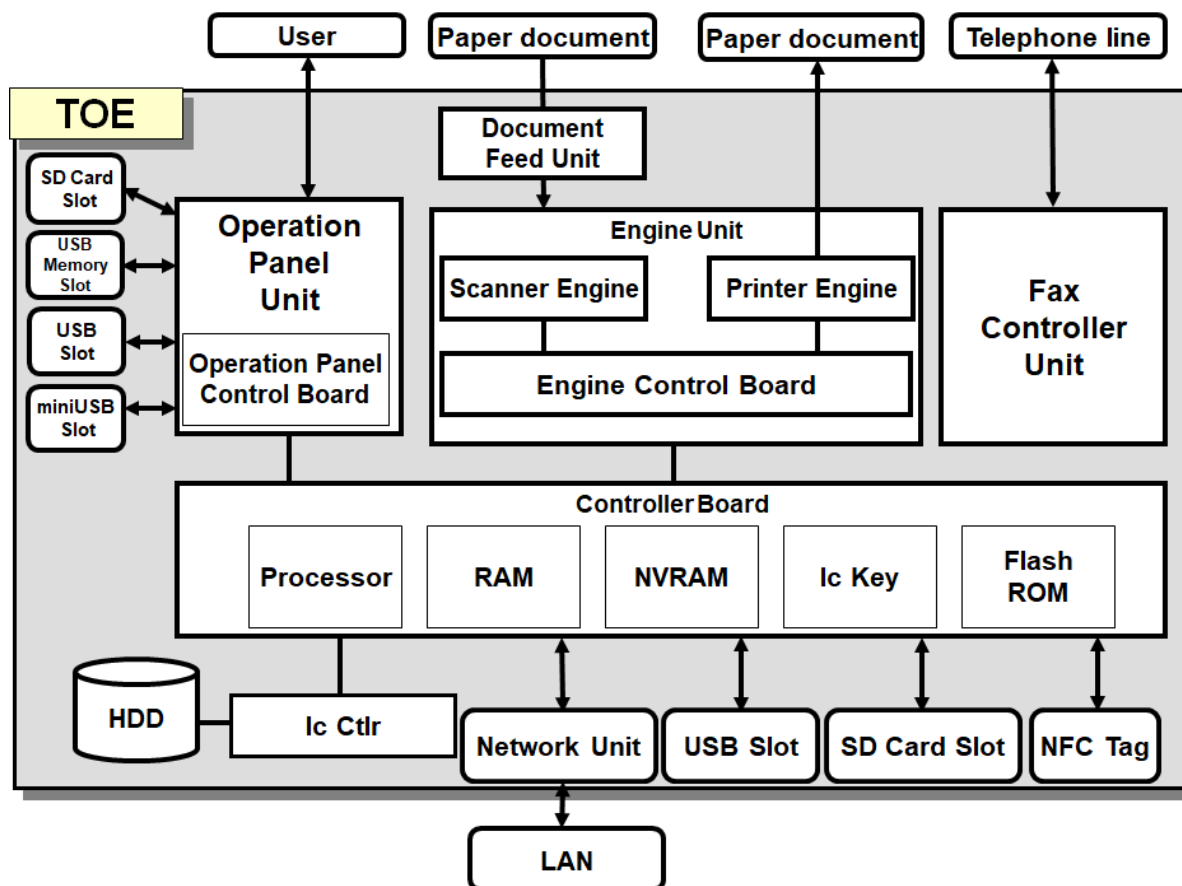 User
Paper document
Paper document
Telephone line
TOE
Document
Feed Unit
SD Card
Slot
USB
Memory
Slot
USB
Slot
miniUSB
Slot
Operation
Panel
Unit
Operation Panel
Control Board
Engine Unit
Scanner Engine
Printer Engine
Engine Control Board
Fax
Controller
Unit
Controller Board
Processor
RAM
NVRAM
Ic Key
Flash
ROM
HDD
Ic Ctlr
Network Unit
USB Slot
SD Card Slot
NFC Tag
LAN